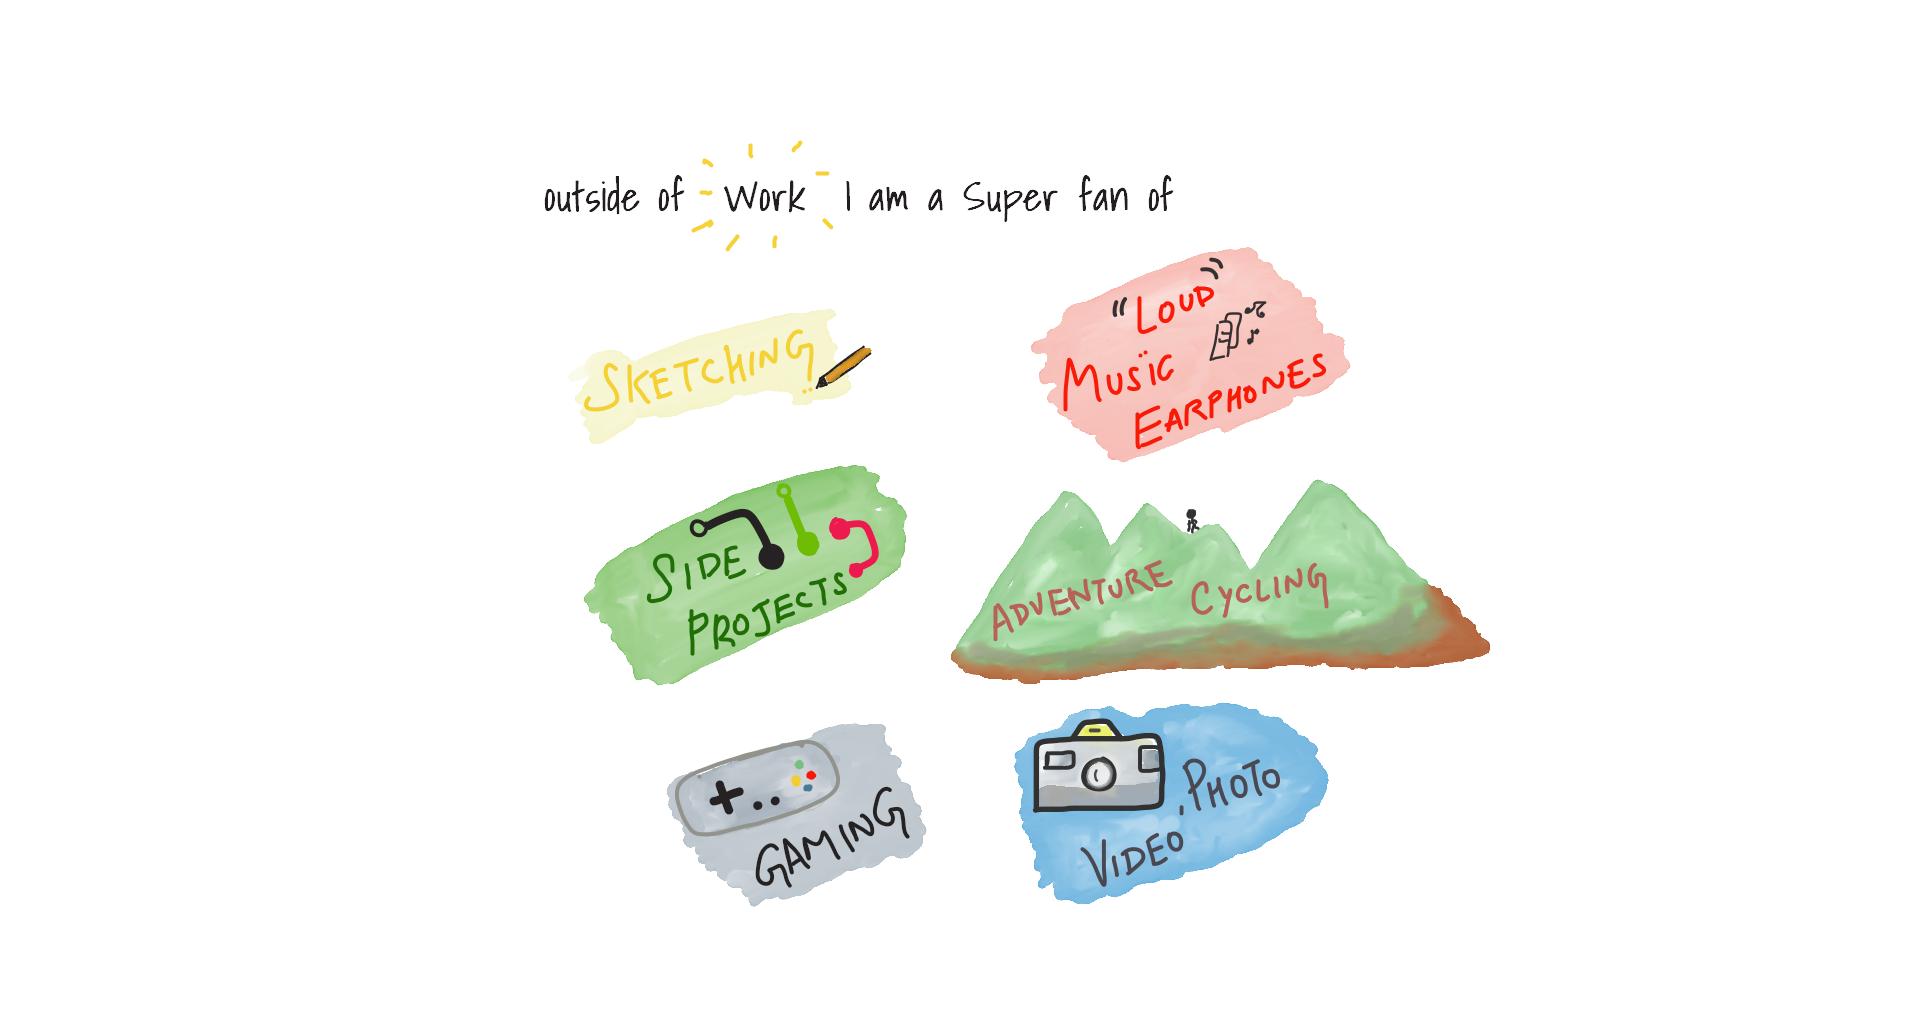 outside of Work I am a Super fan of
SKETCHING
"LOUD"
MUSIC
EARPHONES
SIDE
PROJECTS
ADVENTURE CYCLING
GAMING
VIDEO, PHOTO